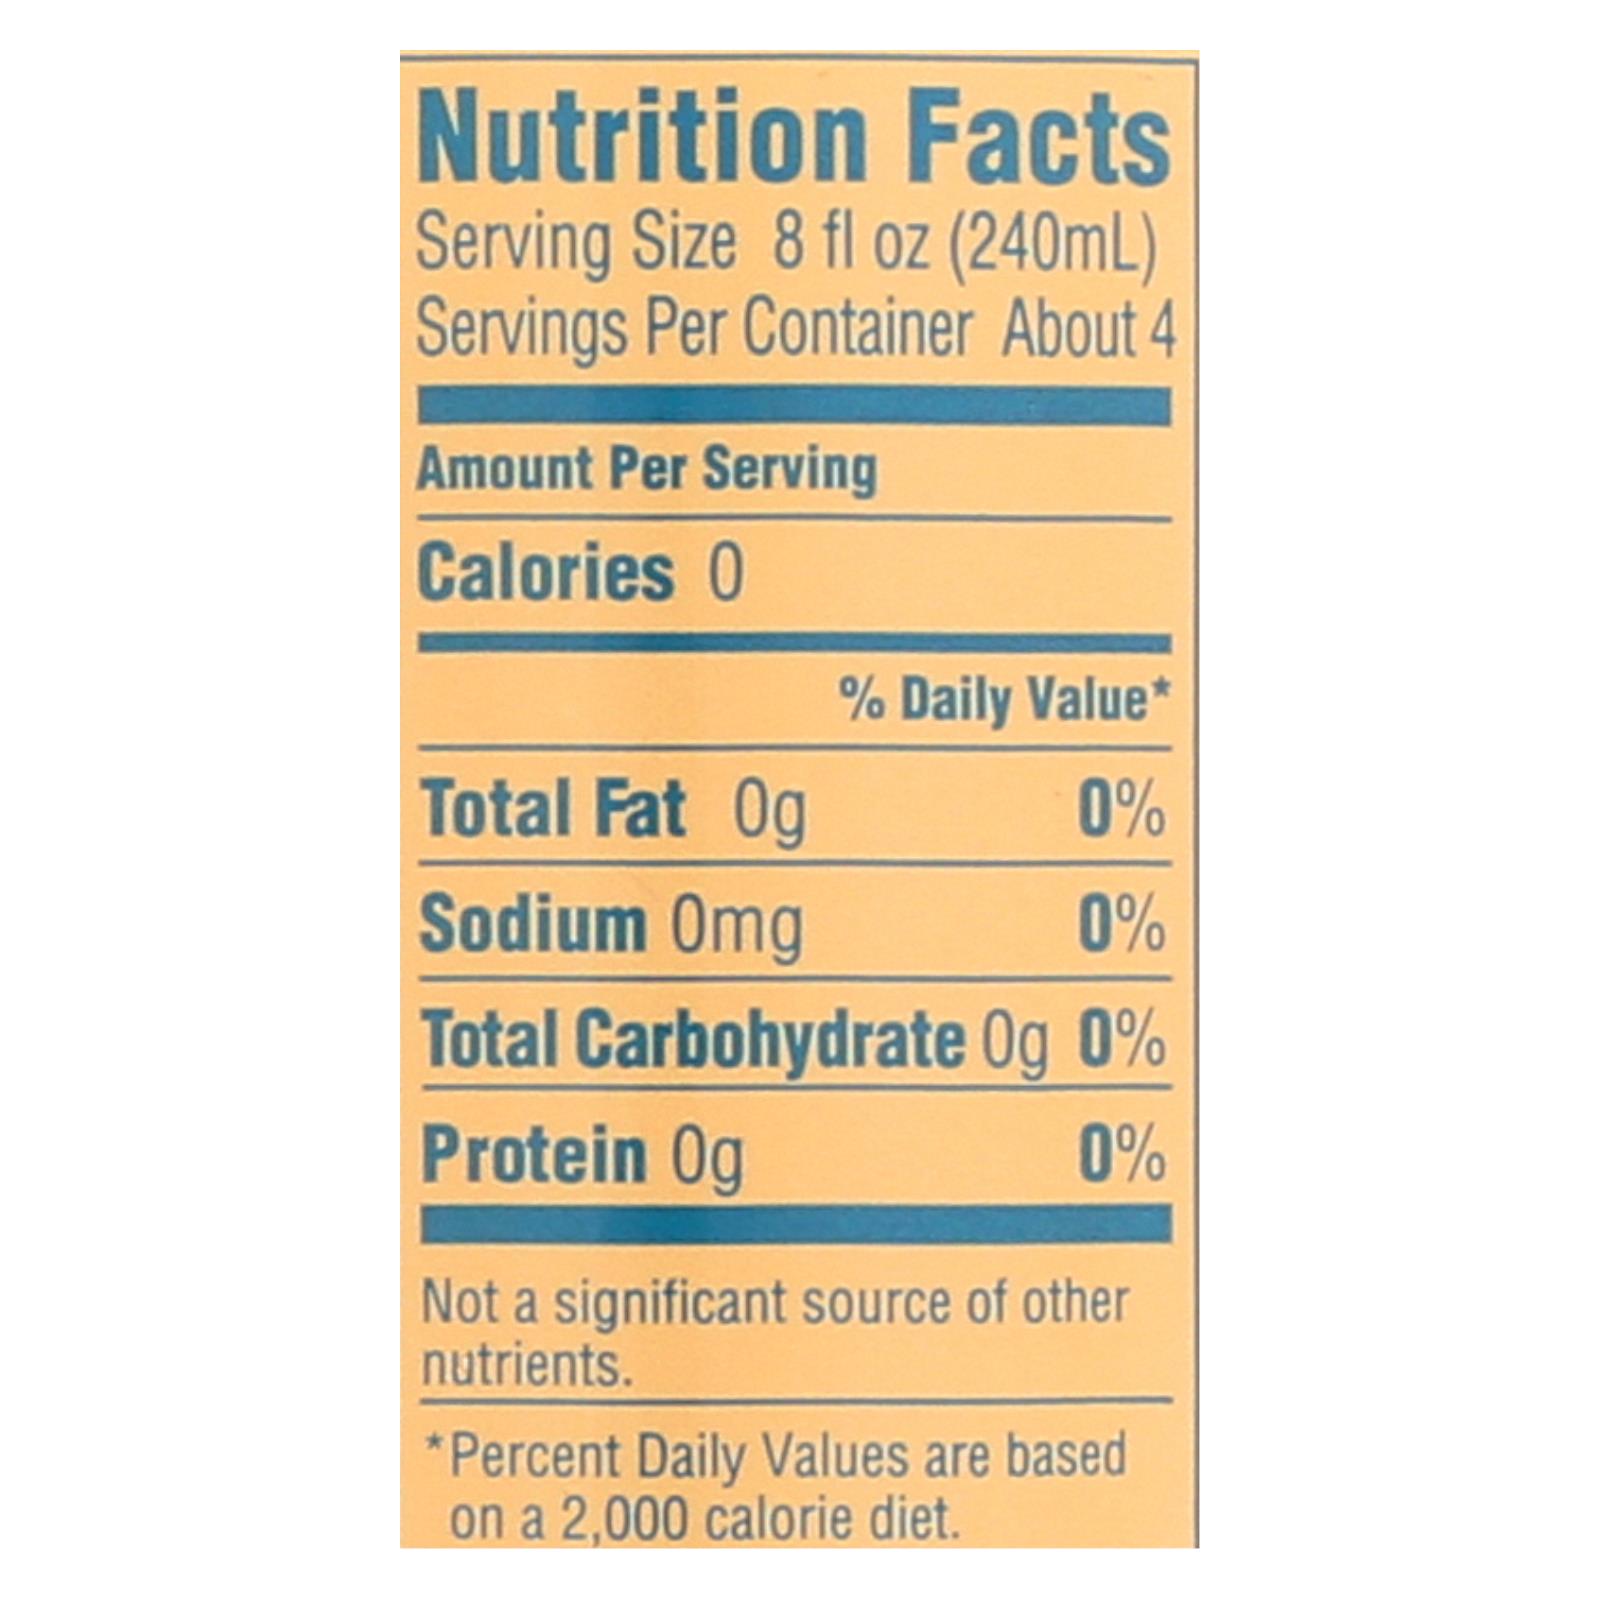 Nutrition Facts
Serving Size 8 fl oz (240mL)
Servings Per Container About 4
Amount Per Serving
Calories 0
% Daily Value*
Total Fat 0g 0%
Sodium 0mg 0%
Total Carbohydrate 0g 0%
Protein 0g 0%
Not a significant source of other
nutrients.
*Percent Daily Values are based
on a 2,000 calorie diet.